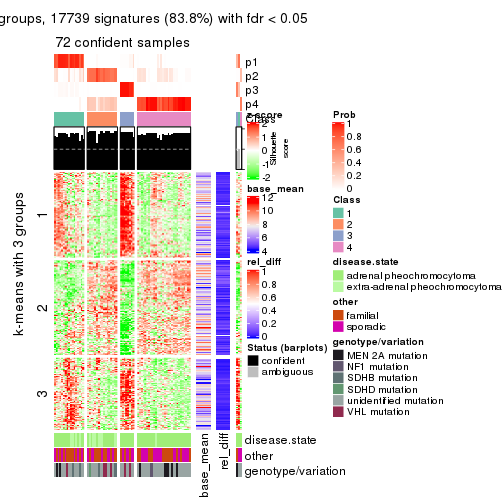 groups, 17739 signatures (83.8%) with fdr < 0.05
72 confident samples
p1
p2
p3
p4
Class
Silhouette
score
k-means with 3 groups
1
2
3
base_mean
rel_diff
disease.state
other
genotype/variation
z-score
2
1
0
-1
-2
base_mean
12
10
8
6
4
rel_diff
1
0.8
0.6
0.4
0.2
0
Status (barplots)
confident
ambiguous
Prob
1
0.8
0.6
0.4
0.2
0
Class
1
2
3
4
disease.state
adrenal pheochromocytoma
extra-adrenal pheochromocytoma
other
familial
sporadic
genotype/variation
MEN 2A mutation
NF1 mutation
SDHB mutation
SDHD mutation
unidentified mutation
VHL mutation